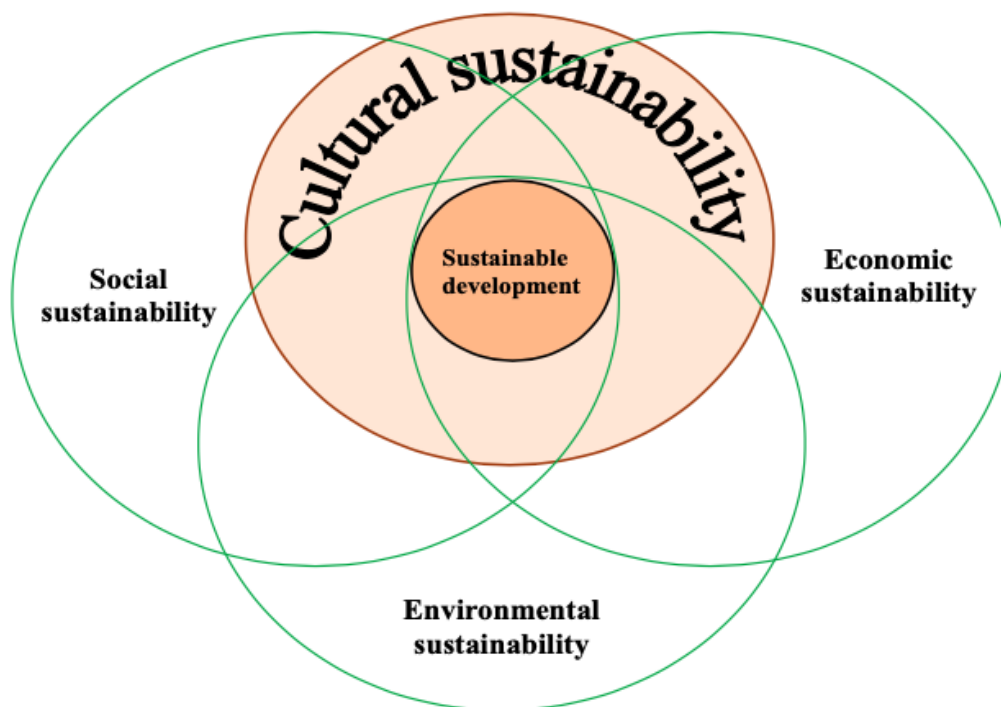 Cultural sustainability
Sustainable
development
Social
sustainability
Economic
sustainability
Environmental
sustainability